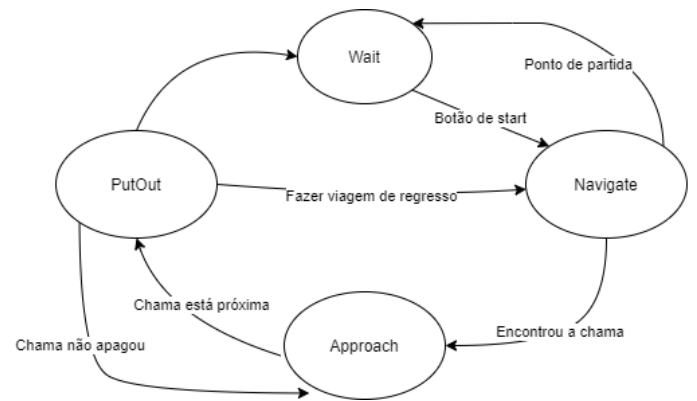 Wait
Ponto de partida
Botão de start
PutOut
Navigate
Fazer viagem de regresso
Chama está próxima
Encontrou a chama
Chama não apagou
Approach